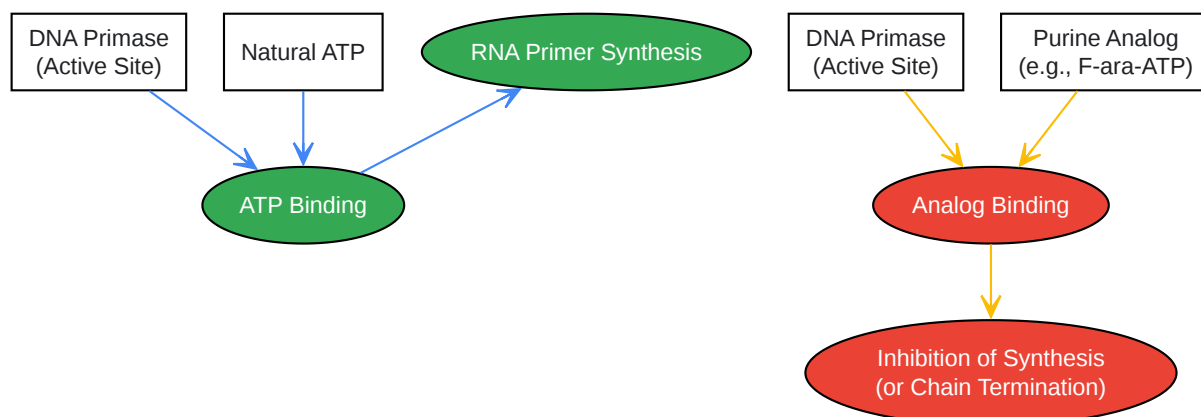 DNA Primase
(Active Site)
Natural ATP
RNA Primer Synthesis
ATP Binding
DNA Primase
(Active Site)
Purine Analog
(e.g., F-ara-ATP)
Analog Binding
Inhibition of Synthesis
(or Chain Termination)